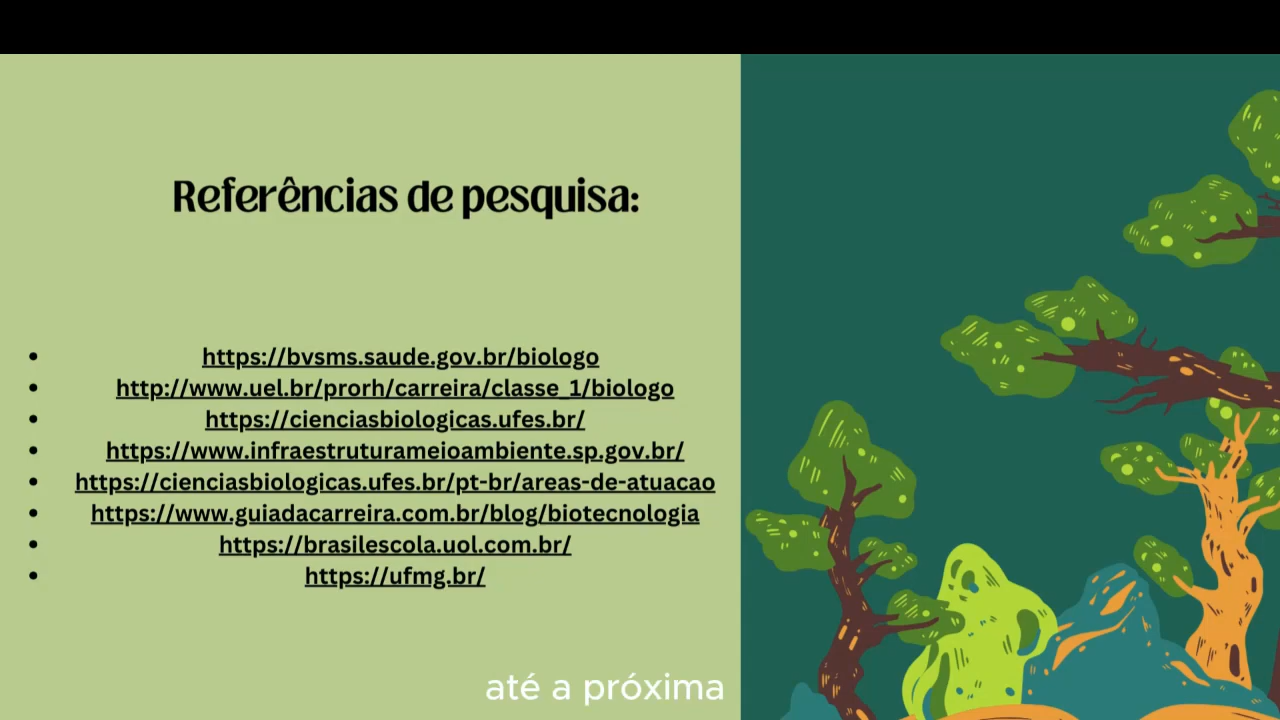 Referências de pesquisa:
https://bvsms.saude.gov.br/biologo
http://www.uel.br/prorh/carreira/classe_1/biologo
https://cienciasbiologicas.ufes.br/
https://www.infraestruturameioambiente.sp.gov.br/
https://cienciasbiologicas.ufes.br/pt-br/areas-de-atuacao
https://www.guiadacarreira.com.br/blog/biotecnologia
https://brasilescola.uol.com.br/
https://ufmg.br/
até a próxima